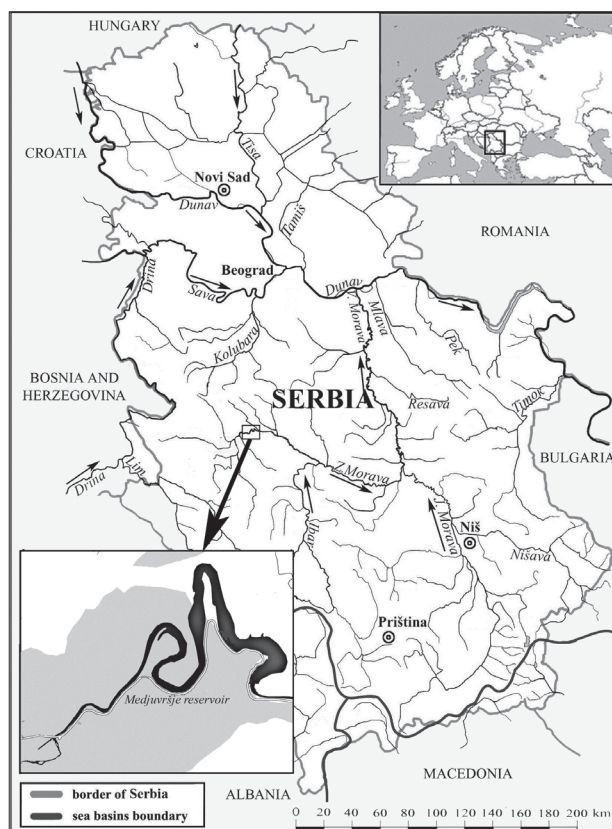 HUNGARY
CROATIA
Novi Sad
Tisa
Dunav
Tamiš
ROMANIA
Beograd
Drina
Sava
Dunav
V. Morava
Mlava
Pek
Kolubara
BOSNIA AND
HERZEGOVINA
SERBIA
Resava
Timok
BULGARIA
Drina
Lim
Z. Morava
Ibar
J. Morava
Niš
Nišava
Priština
Medjuvršje reservoir
border of Serbia
sea basins boundary
ALBANIA
MACEDONIA
0 20 40 60 80 100 120 140 160 180 200 km